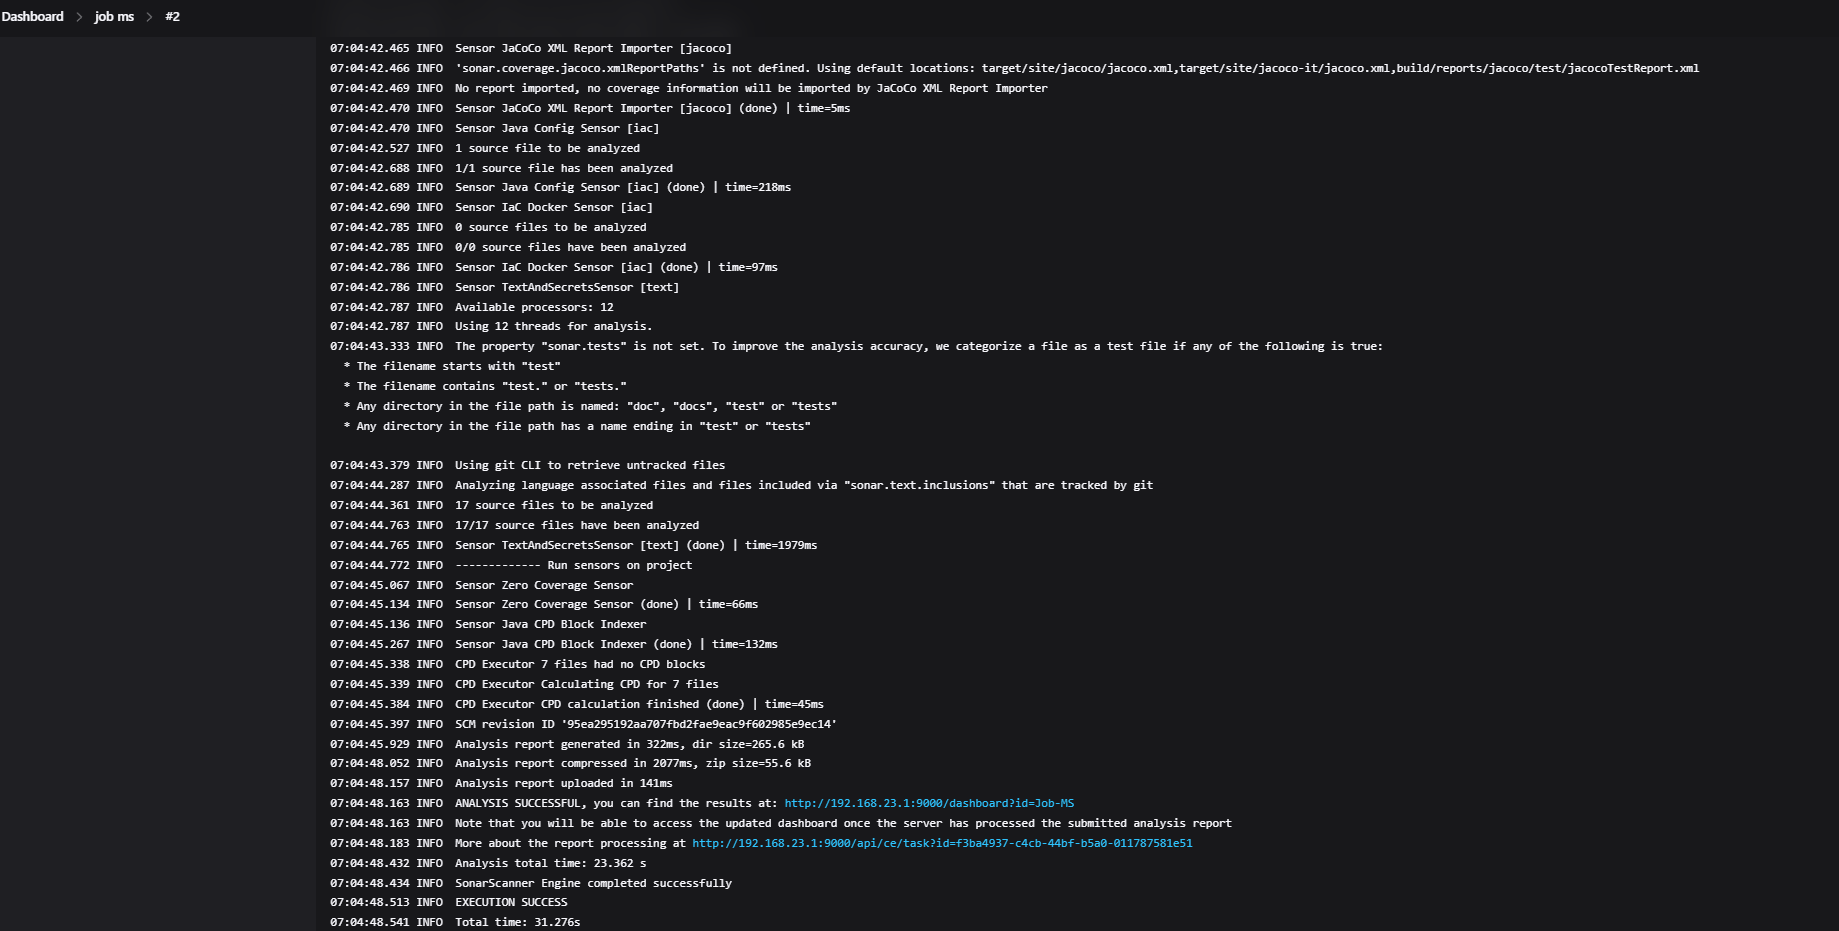 Dashboard > job ms > #2
07:04:42.465 INFO  Sensor JaCoCo XML Report Importer [jacoco]
07:04:42.466 INFO  'sonar.coverage.jacoco.xmlReportPaths' is not defined. Using default locations: target/site/jacoco/jacoco.xml,target/site/jacoco-it/jacoco.xml,build/reports/jacoco/test/jacocoTestReport.xml
07:04:42.469 INFO  No report imported, no coverage information will be imported by JaCoCo XML Report Importer
07:04:42.470 INFO  Sensor JaCoCo XML Report Importer [jacoco] (done) | time=5ms
07:04:42.470 INFO  Sensor Java Config Sensor [iac]
07:04:42.527 INFO  1 source file to be analyzed
07:04:42.688 INFO  1/1 source file has been analyzed
07:04:42.689 INFO  Sensor Java Config Sensor [iac] (done) | time=218ms
07:04:42.690 INFO  Sensor IaC Docker Sensor [iac]
07:04:42.785 INFO  0 source files to be analyzed
07:04:42.785 INFO  0/0 source files have been analyzed
07:04:42.786 INFO  Sensor IaC Docker Sensor [iac] (done) | time=97ms
07:04:42.786 INFO  Sensor TextAndSecretsSensor [text]
07:04:42.787 INFO  Available processors: 12
07:04:42.787 INFO  Using 12 threads for analysis.
07:04:43.333 INFO  The property "sonar.tests" is not set. To improve the analysis accuracy, we categorize a file as a test file if any of the following is true:
  * The filename starts with "test"
  * The filename contains "test." or "tests."
  * Any directory in the file path is named: "doc", "docs", "test" or "tests"
  * Any directory in the file path has a name ending in "test" or "tests"
07:04:43.379 INFO  Using git CLI to retrieve untracked files
07:04:44.287 INFO  Analyzing language associated files and files included via "sonar.text.inclusions" that are tracked by git
07:04:44.361 INFO  17 source files to be analyzed
07:04:44.763 INFO  17/17 source files have been analyzed
07:04:44.765 INFO  Sensor TextAndSecretsSensor [text] (done) | time=1979ms
07:04:44.772 INFO  ------------- Run sensors on project
07:04:45.067 INFO  Sensor Zero Coverage Sensor
07:04:45.134 INFO  Sensor Zero Coverage Sensor (done) | time=66ms
07:04:45.136 INFO  Sensor Java CPD Block Indexer
07:04:45.267 INFO  Sensor Java CPD Block Indexer (done) | time=132ms
07:04:45.338 INFO  CPD Executor 7 files had no CPD blocks
07:04:45.339 INFO  CPD Executor Calculating CPD for 7 files
07:04:45.384 INFO  CPD Executor CPD calculation finished (done) | time=45ms
07:04:45.397 INFO  SCM revision ID '95ea295192aa707fbd2fae9eac9f602985e9ec14'
07:04:45.929 INFO  Analysis report generated in 322ms, dir size=265.6 kB
07:04:48.052 INFO  Analysis report compressed in 2077ms, zip size=55.6 kB
07:04:48.157 INFO  Analysis report uploaded in 141ms
07:04:48.163 INFO  ANALYSIS SUCCESSFUL, you can find the results at: http://192.168.23.1:9000/dashboard?id=Job-MS
07:04:48.163 INFO  Note that you will be able to access the updated dashboard once the server has processed the submitted analysis report
07:04:48.183 INFO  More about the report processing at http://192.168.23.1:9000/api/ce/task?id=f3ba4937-c4cb-44bf-b5a0-011787581e51
07:04:48.432 INFO  Analysis total time: 23.362 s
07:04:48.434 INFO  SonarScanner Engine completed successfully
07:04:48.513 INFO  EXECUTION SUCCESS
07:04:48.541 INFO  Total time: 31.276s